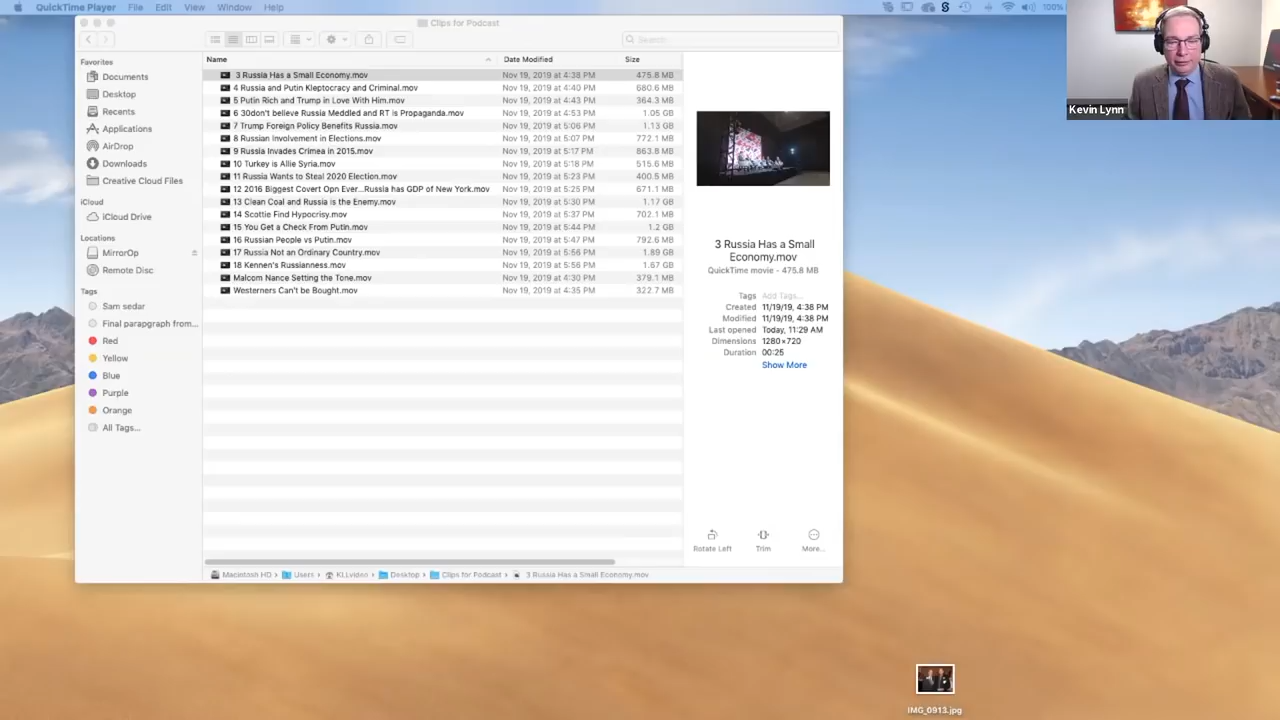 QuickTime Player File Edit View Window Help 100%
Clips for Podcast
Search
Favorites
Documents
Desktop
Recents
Applications
AirDrop
Downloads
Creative Cloud Files
iCloud
iCloud Drive
Locations
MirrorOp
Remote Disc
Tags
Sam sedar
Final parapgraph from...
Red
Yellow
Blue
Purple
Orange
All Tags...
Name Date Modified Size
3 Russia Has a Small Economy.mov Nov 19, 2019 at 4:38 PM 475.8 MB
4 Russia and Putin Kleptocracy and Criminal.mov Nov 19, 2019 at 4:40 PM 680.6 MB
5 Putin Rich and Trump in Love With Him.mov Nov 19, 2019 at 4:43 PM 364.3 MB
6 30don't believe Russia Meddled and RT is Propaganda.mov Nov 19, 2019 at 4:53 PM 1.05 GB
7 Trump Foreign Policy Benefits Russia.mov Nov 19, 2019 at 5:06 PM 1.13 GB
8 Russian Involvement in Elections.mov Nov 19, 2019 at 5:07 PM 772.1 MB
9 Russia Invades Crimea in 2015.mov Nov 19, 2019 at 5:17 PM 863.8 MB
10 Turkey is Allie Syria.mov Nov 19, 2019 at 5:18 PM 515.6 MB
11 Russia Wants to Steal 2020 Election.mov Nov 19, 2019 at 5:23 PM 400.5 MB
12 2016 Biggest Covert Opn Ever...Russia has GDP of New York.mov Nov 19, 2019 at 5:25 PM 671.1 MB
13 Clean Coal and Russia is the Enemy.mov Nov 19, 2019 at 5:30 PM 1.17 GB
14 Scottie Find Hypocrisy.mov Nov 19, 2019 at 5:37 PM 702.1 MB
15 You Get a Check From Putin.mov Nov 19, 2019 at 5:44 PM 1.2 GB
16 Russian People vs Putin.mov Nov 19, 2019 at 5:47 PM 792.6 MB
17 Russia Not an Ordinary Country.mov Nov 19, 2019 at 5:56 PM 1.89 GB
18 Kennen's Russianness.mov Nov 19, 2019 at 5:56 PM 1.67 GB
Malcom Nance Setting the Tone.mov Nov 19, 2019 at 4:30 PM 379.1 MB
Westerners Can't be Bought.mov Nov 19, 2019 at 4:35 PM 322.7 MB
3 Russia Has a Small
Economy.mov
QuickTime movie - 475.8 MB
Tags Add Tags...
Created 11/19/19, 4:38 PM
Modified 11/19/19, 4:38 PM
Last opened Today, 11:29 AM
Dimensions 1280×720
Duration 00:25
Show More
Rotate Left Trim More...
Macintosh HD › Users › KLLvideo › Desktop › Clips for Podcast › 3 Russia Has a Small Economy.mov
Kevin Lynn
IMG_0913.jpg